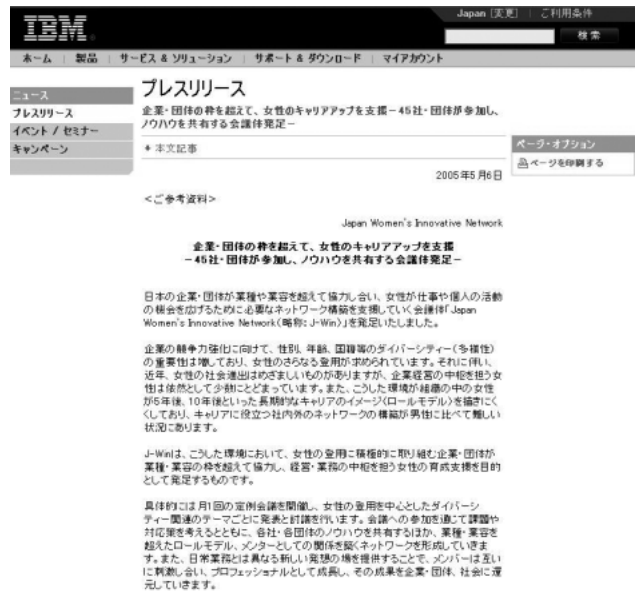 Japan [変更] | ご利用条件
IBM
検索
ホーム | 製品 | サービス & ソリューション | サポート & ダウンロード | マイアカウント
ニュース
プレスリリース
イベント / セミナー
キャンペーン
プレスリリース
企業・団体の枠を超えて、女性のキャリアアップを支援－45社・団体が参加し、
ノウハウを共有する会議体発足－
本文記事
ページ・オプション
ページを印刷する
2005年5月6日
<ご参考資料>
Japan Women's Innovative Network
企業・団体の枠を超えて、女性のキャリアアップを支援
－45社・団体が参加し、ノウハウを共有する会議体発足－
日本の企業・団体が業種や業容を超えて協力し合い、女性が仕事や個人の活動
の機会を広げるために必要なネットワーク構築を支援していく会議体「Japan
Women's Innovative Network(略称: J-Win)」を発足いたしました。
企業の競争力強化に向けて、性別、年齢、国籍等のダイバーシティー(多様性)
の重要性は増しており、女性のさらなる登用が求められています。それに伴い、
近年、女性の社会進出はめざましいものがありますが、企業経営の中枢を担う女
性は依然として少数にとどまっています。また、こうした環境が組織の中の女性
が5年後、10年後といった長期的なキャリアのイメージ(ロールモデル)を描きにく
くしており、キャリアに役立つ社内外のネットワークの構築が男性に比べて難しい
状況にあります。
J-Winは、こうした環境において、女性の登用に積極的に取り組む企業・団体が
業種・業容の枠を超えて協力し、経営・業務の中枢を担う女性の育成支援を目的
として発足するものです。
具体的には月1回の定例会議を開催し、女性の登用を中心としたダイバーシ
ティー関連のテーマごとに発表と討議を行います。会議への参加を通じて課題や
対応策を考えるとともに、各社・各団体のノウハウを共有するほか、業種・業容を
超えたロールモデル、メンターとしての関係を築くネットワークを形成していきま
す。また、日常業務とは異なる新しい発想の場を提供することで、メンバーは互い
に刺激し合い、プロフェッショナルとして成長し、その成果を企業・団体、社会に還
元していきます。